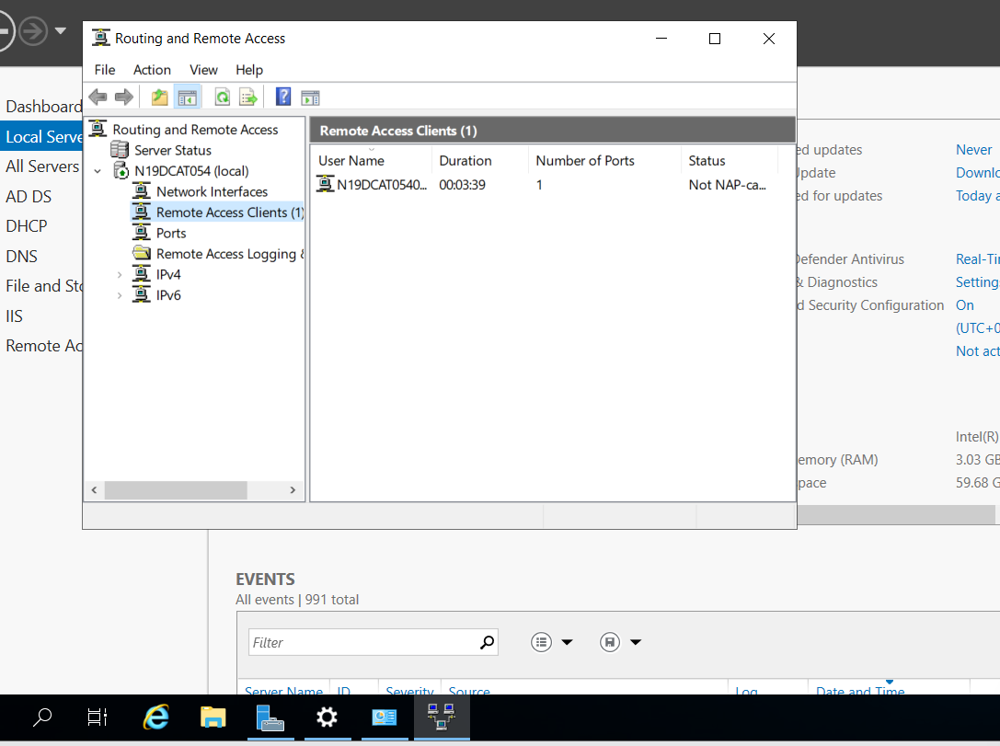 Routing and Remote Access
File Action View Help
Routing and Remote Access
Server Status
N19DCAT054 (local)
Network Interfaces
Remote Access Clients (1)
Ports
Remote Access Logging &
IPv4
IPv6
Remote Access Clients (1)
User Name Duration Number of Ports Status
N19DCAT0540... 00:03:39 1 Not NAP-ca...
Dashboard
Local Serve
All Servers
AD DS
DHCP
DNS
File and Sto
IIS
Remote Ac
ed updates Never
Update Downlo
ed for updates Today a
Defender Antivirus Real-Ti
& Diagnostics Setting
d Security Configuration On
(UTC+0
Not act
Intel(R)
emory (RAM) 3.03 GB
pace 59.68 G
EVENTS
All events | 991 total
Filter
Server Name ID Severity Source Log Date and Time